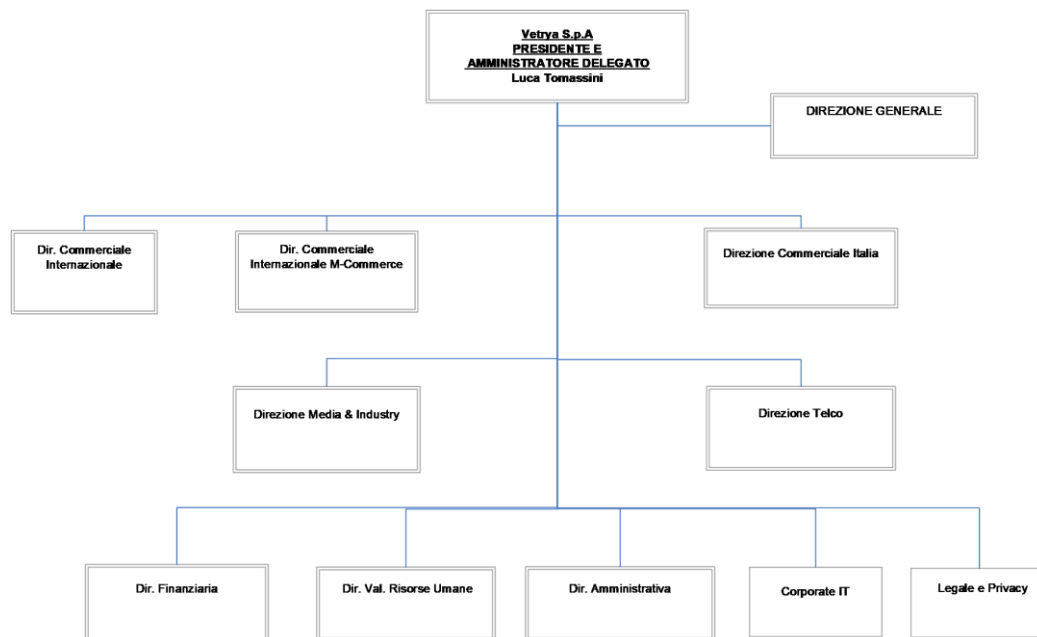 Vetrya S.p.A
PRESIDENTE E
AMMINISTRATORE DELEGATO
Luca Tomassini
DIREZIONE GENERALE
Dir. Commerciale
Internazionale
Dir. Commerciale
Internazionale M-Commerce
Direzione Commerciale Italia
Direzione Media & Industry
Direzione Telco
Dir. Finanziaria
Dir. Val. Risorse Umane
Dir. Amministrativa
Corporate IT
Legale e Privacy